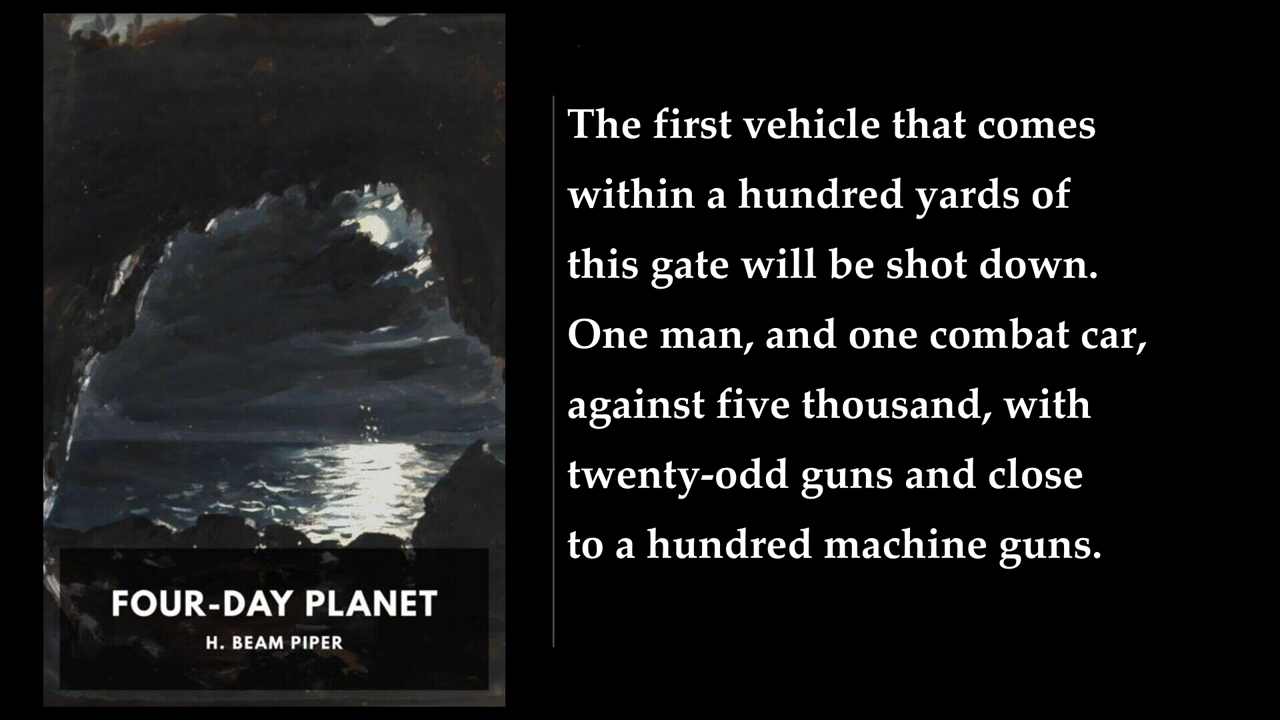 FOUR-DAY PLANET
H. BEAM PIPER
The first vehicle that comes
within a hundred yards of
this gate will be shot down.
One man, and one combat car,
against five thousand, with
twenty-odd guns and close
to a hundred machine guns.